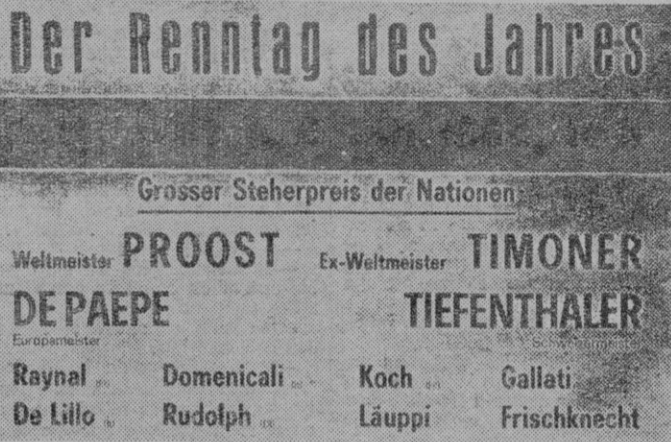 Der Renntag des Jahres
Grosser Steherpreis der Nationen
Weltmeister PROOST Ex-Weltmeister TIMONER
DE PAEPE TIEFENTHALER
Europameister Schweizermeister
Raynal Domenicali Koch Gallati
De Lillo Rudolph Läuppi Frischknecht